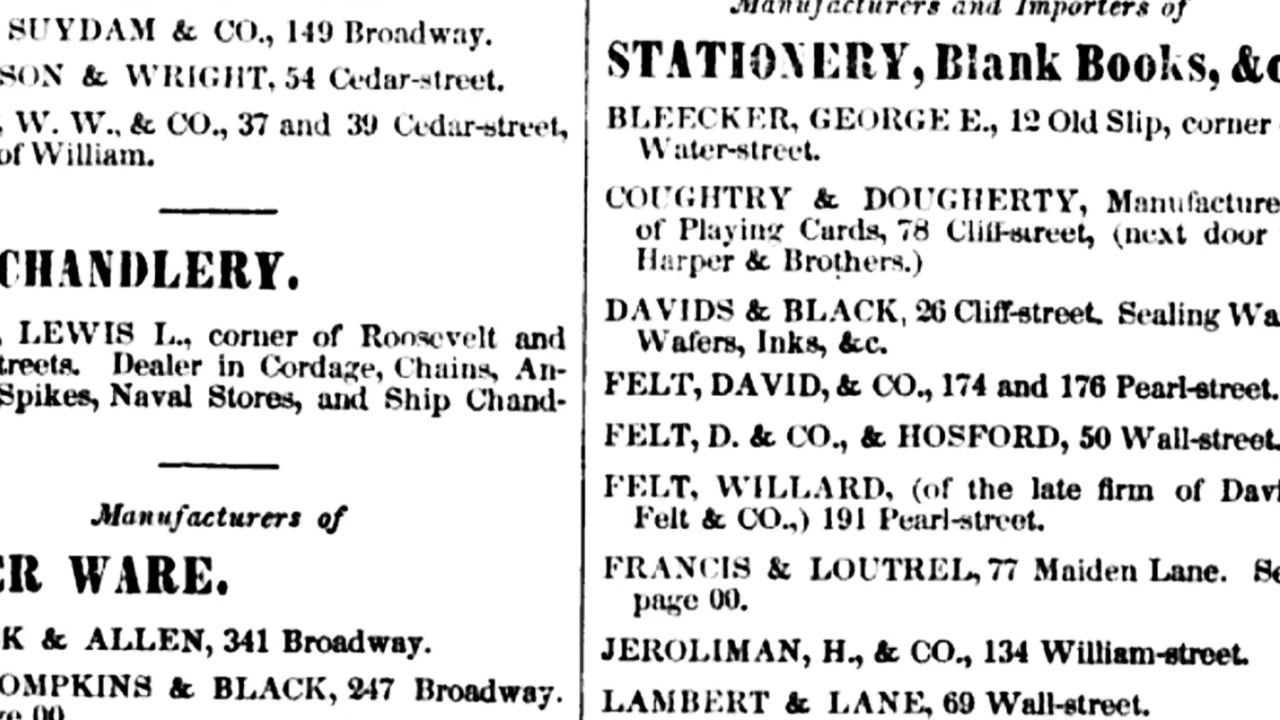 SUYDAM & CO., 149 Broadway.
SON & WRIGHT, 54 Cedar-street.
W. W., & CO., 37 and 39 Cedar-street,
of William.
CHANDLERY.
LEWIS L., corner of Roosevelt and
treets. Dealer in Cordage, Chains, An-
Spikes, Naval Stores, and Ship Chand-
Manufacturers of
ER WARE.
K & ALLEN, 341 Broadway.
OMPKINS & BLACK, 247 Broadway.
ge 00.
Manufacturers and Importers of
STATIONERY, Blank Books, &c
BLEECKER, GEORGE E., 12 Old Slip, corner
Water-street.
COUGHTRY & DOUGHERTY, Manufacture
of Playing Cards, 78 Cliff-street, (next door
Harper & Brothers.)
DAVIDS & BLACK, 26 Cliff-street. Sealing Wa
Wafers, Inks, &c.
FELT, DAVID, & CO., 174 and 176 Pearl-street.
FELT, D. & CO., & HOSFORD, 50 Wall-street.
FELT, WILLARD, (of the late firm of Davi
Felt & CO.,) 191 Pearl-street.
FRANCIS & LOUTREL, 77 Maiden Lane. Se
page 00.
JEROLIMAN, H., & CO., 134 William-street.
LAMBERT & LANE, 69 Wall-street.